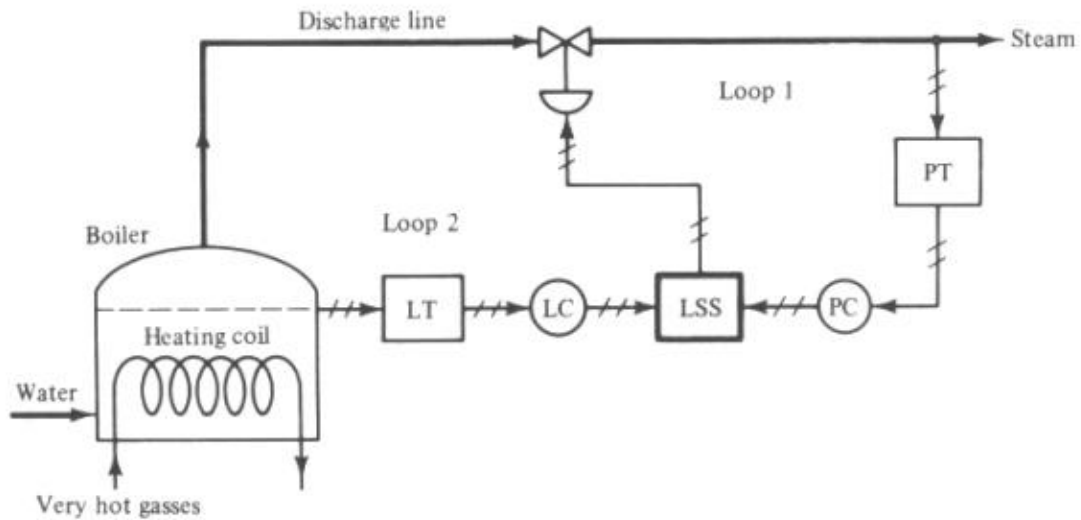 Discharge line
Steam
Loop 1
PT
Loop 2
Boiler
LT
LC
LSS
PC
Heating coil
Water
Very hot gasses